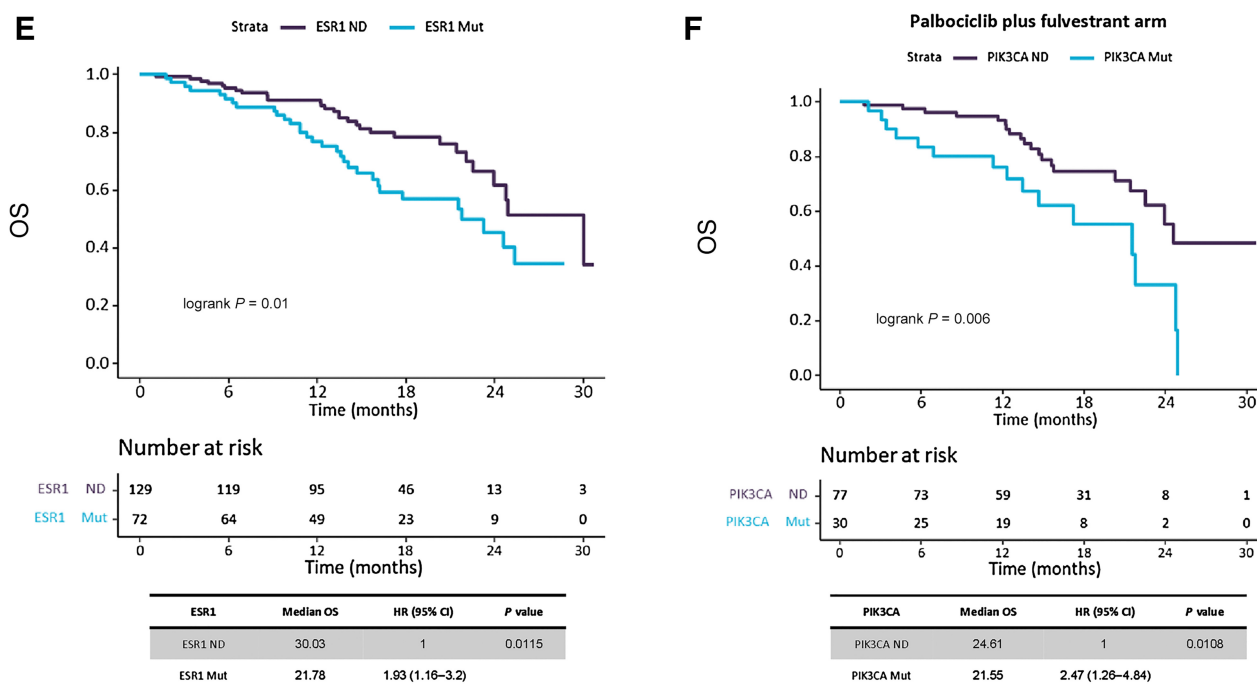 E
Strata ESR1 ND ESR1 Mut
OS
1.0
0.8
0.6
0.4
0.2
0.0
logrank P = 0.01
0 6 12 18 24 30
Time (months)
Number at risk
ESR1 ND 129 119 95 46 13 3
ESR1 Mut 72 64 49 23 9 0
0 6 12 18 24 30
Time (months)
ESR1 Median OS HR (95% CI) P value
ESR1 ND 30.03 1 0.0115
ESR1 Mut 21.78 1.93 (1.16–3.2)
F
Palbociclib plus fulvestrant arm
Strata PIK3CA ND PIK3CA Mut
OS
1.0
0.8
0.6
0.4
0.2
0.0
logrank P = 0.006
0 6 12 18 24 30
Time (months)
Number at risk
PIK3CA ND 77 73 59 31 8 1
PIK3CA Mut 30 25 19 8 2 0
0 6 12 18 24 30
Time (months)
PIK3CA Median OS HR (95% CI) P value
PIK3CA ND 24.61 1 0.0108
PIK3CA Mut 21.55 2.47 (1.26–4.84)